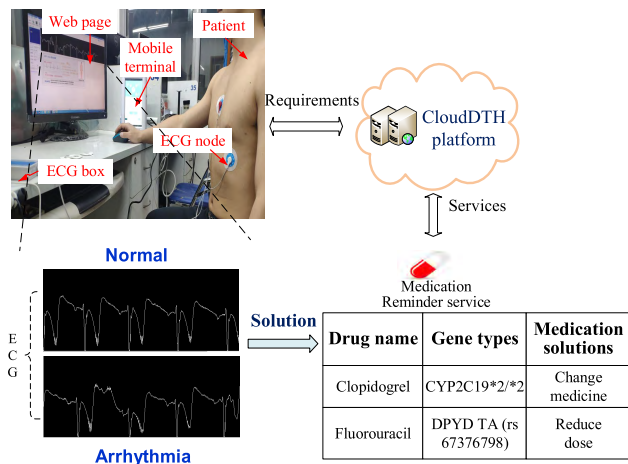 Web page
Patient
Mobile
terminal
ECG node
ECG box
35
Requirements
CloudDTH
platform
Services
Medication
Reminder service
Normal
E
C
G
Arrhythmia
Solution
Drug name
Gene types
Medication
solutions
Clopidogrel
CYP2C19*2/*2
Change
medicine
Fluorouracil
DPYD TA (rs
67376798)
Reduce
dose